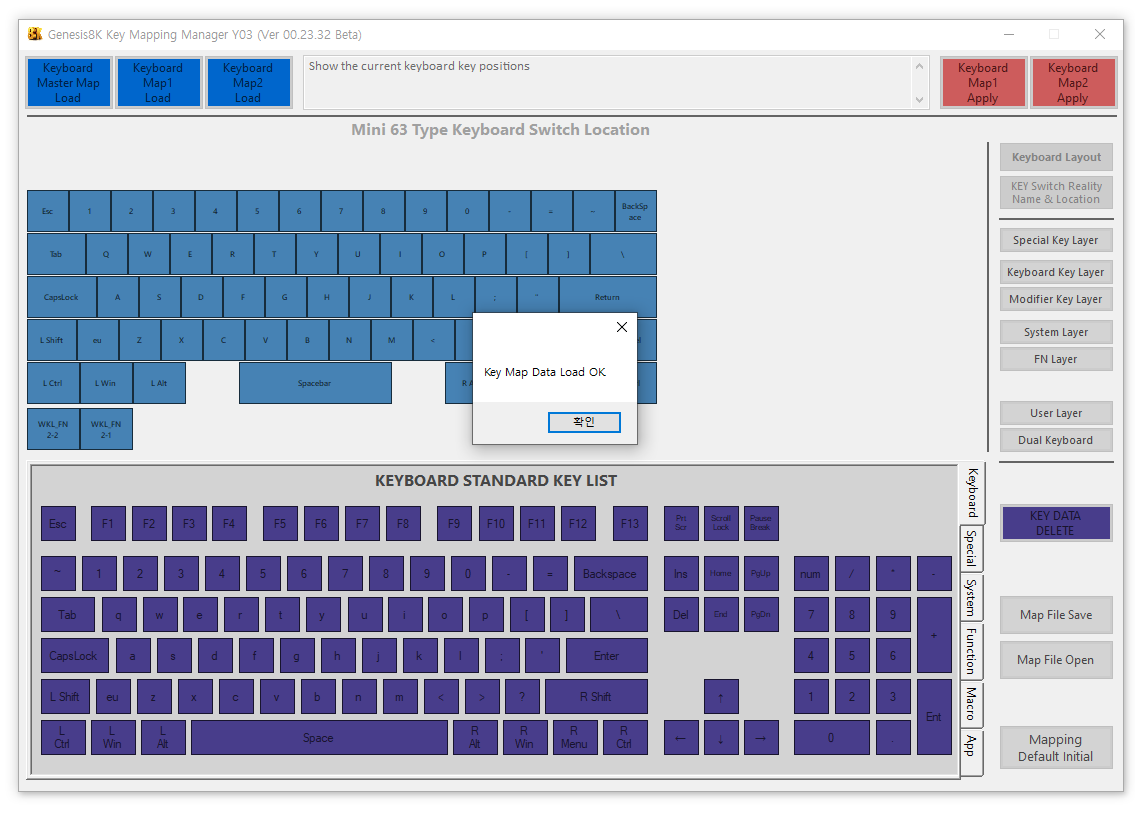 Genesis8K Key Mapping Manager Y03 (Ver 00.23.32 Beta)
Keyboard
Master Map
Load
Keyboard
Map1
Load
Keyboard
Map2
Load
Show the current keyboard key positions
Keyboard
Map1
Apply
Keyboard
Map2
Apply
Mini 63 Type Keyboard Switch Location
Keyboard Layout
KEY Switch Reality
Name & Location
Special Key Layer
Keyboard Key Layer
Modifier Key Layer
System Layer
FN Layer
User Layer
Dual Keyboard
Esc 1 2 3 4 5 6 7 8 9 0 - = ~ BackSp
ace
Tab Q W E R T Y U I O P [ ] \
CapsLock A S D F G H J K L ; " Return
L Shift eu Z X C V B N M <
L Ctrl L Win L Alt Spacebar R A
WKL_FN
2-2
WKL_FN
2-1
Key Map Data Load OK
확인
KEYBOARD STANDARD KEY LIST
Esc F1 F2 F3 F4 F5 F6 F7 F8 F9 F10 F11 F12 F13 Prt
Scr
Scroll
Lock
Pause
Break
~ 1 2 3 4 5 6 7 8 9 0 - = Backspace Ins Home PgUp num / * -
Tab q w e r t y u i o p [ ] \ Del End PgDn 7 8 9 +
CapsLock a s d f g h j k l ; ' Enter 4 5 6
L Shift eu z x c v b n m < > ? R Shift ↑ 1 2 3 Ent
L
Ctrl
L
Win
L
Alt
Space
R
Alt
R
Win
R
Menu
R
Ctrl
← ↓ → 0 .
Keyboard
Special
System
Function
Macro
App
KEY DATA
DELETE
Map File Save
Map File Open
Mapping
Default Initial